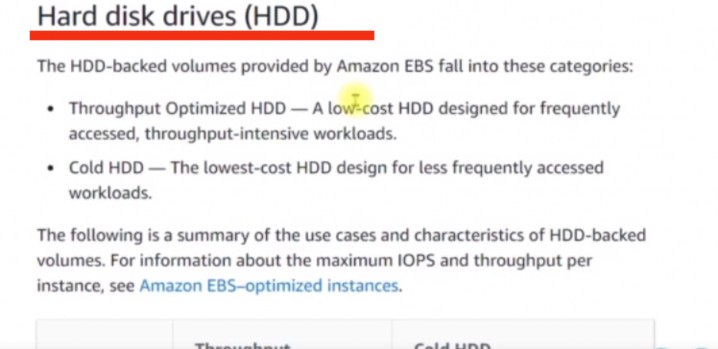 Hard disk drives (HDD)
The HDD-backed volumes provided by Amazon EBS fall into these categories:
• Throughput Optimized HDD — A low-cost HDD designed for frequently
accessed, throughput-intensive workloads.
• Cold HDD — The lowest-cost HDD design for less frequently accessed
workloads.
The following is a summary of the use cases and characteristics of HDD-backed
volumes. For information about the maximum IOPS and throughput per
instance, see Amazon EBS–optimized instances.
Throughput Cold HDD